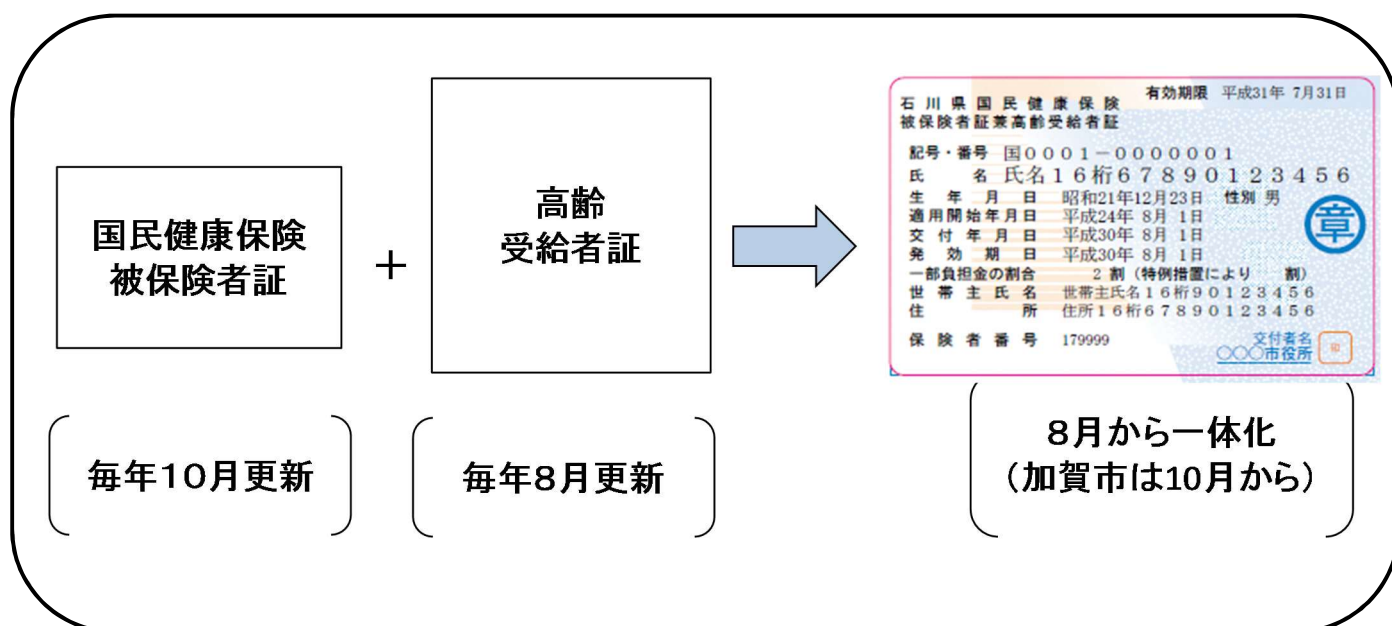 国民健康保険
被保険者証
+
高齢
受給者証
有効期限 平成31年 7月31日
石川県国民健康保険
被保険者証兼高齢受給者証
記号・番号 国0001-0000001
氏 名 氏名16桁67890123456
生年月日 昭和21年12月23日 性別 男
適用開始年月日 平成24年 8月 1日
交付年月日 平成30年 8月 1日
発効期日 平成30年 8月 1日
一部負担金の割合 2 割(特例措置により 割)
世帯主氏名 世帯主氏名16桁90123456
住 所 住所16桁67890123456
保険者番号 179999
交付者名
○○○市役所
印
章
毎年10月更新
毎年8月更新
8月から一体化
(加賀市は10月から)